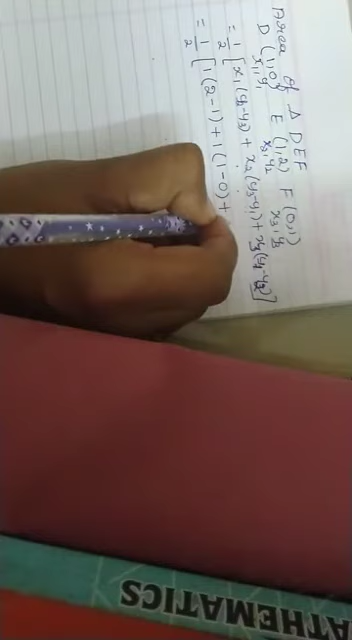 Area of Δ DEF
D (1,0) E (1,2) F (0,1)
x₁,y₁ x₂,y₂ x₃,y₃
= 1/2 [x₁(y₂-y₃) + x₂(y₃-y₁) + x₃(y₁-y₂)]
= 1/2 [1(2-1) + 1(1-0) +
ATHEMATICS